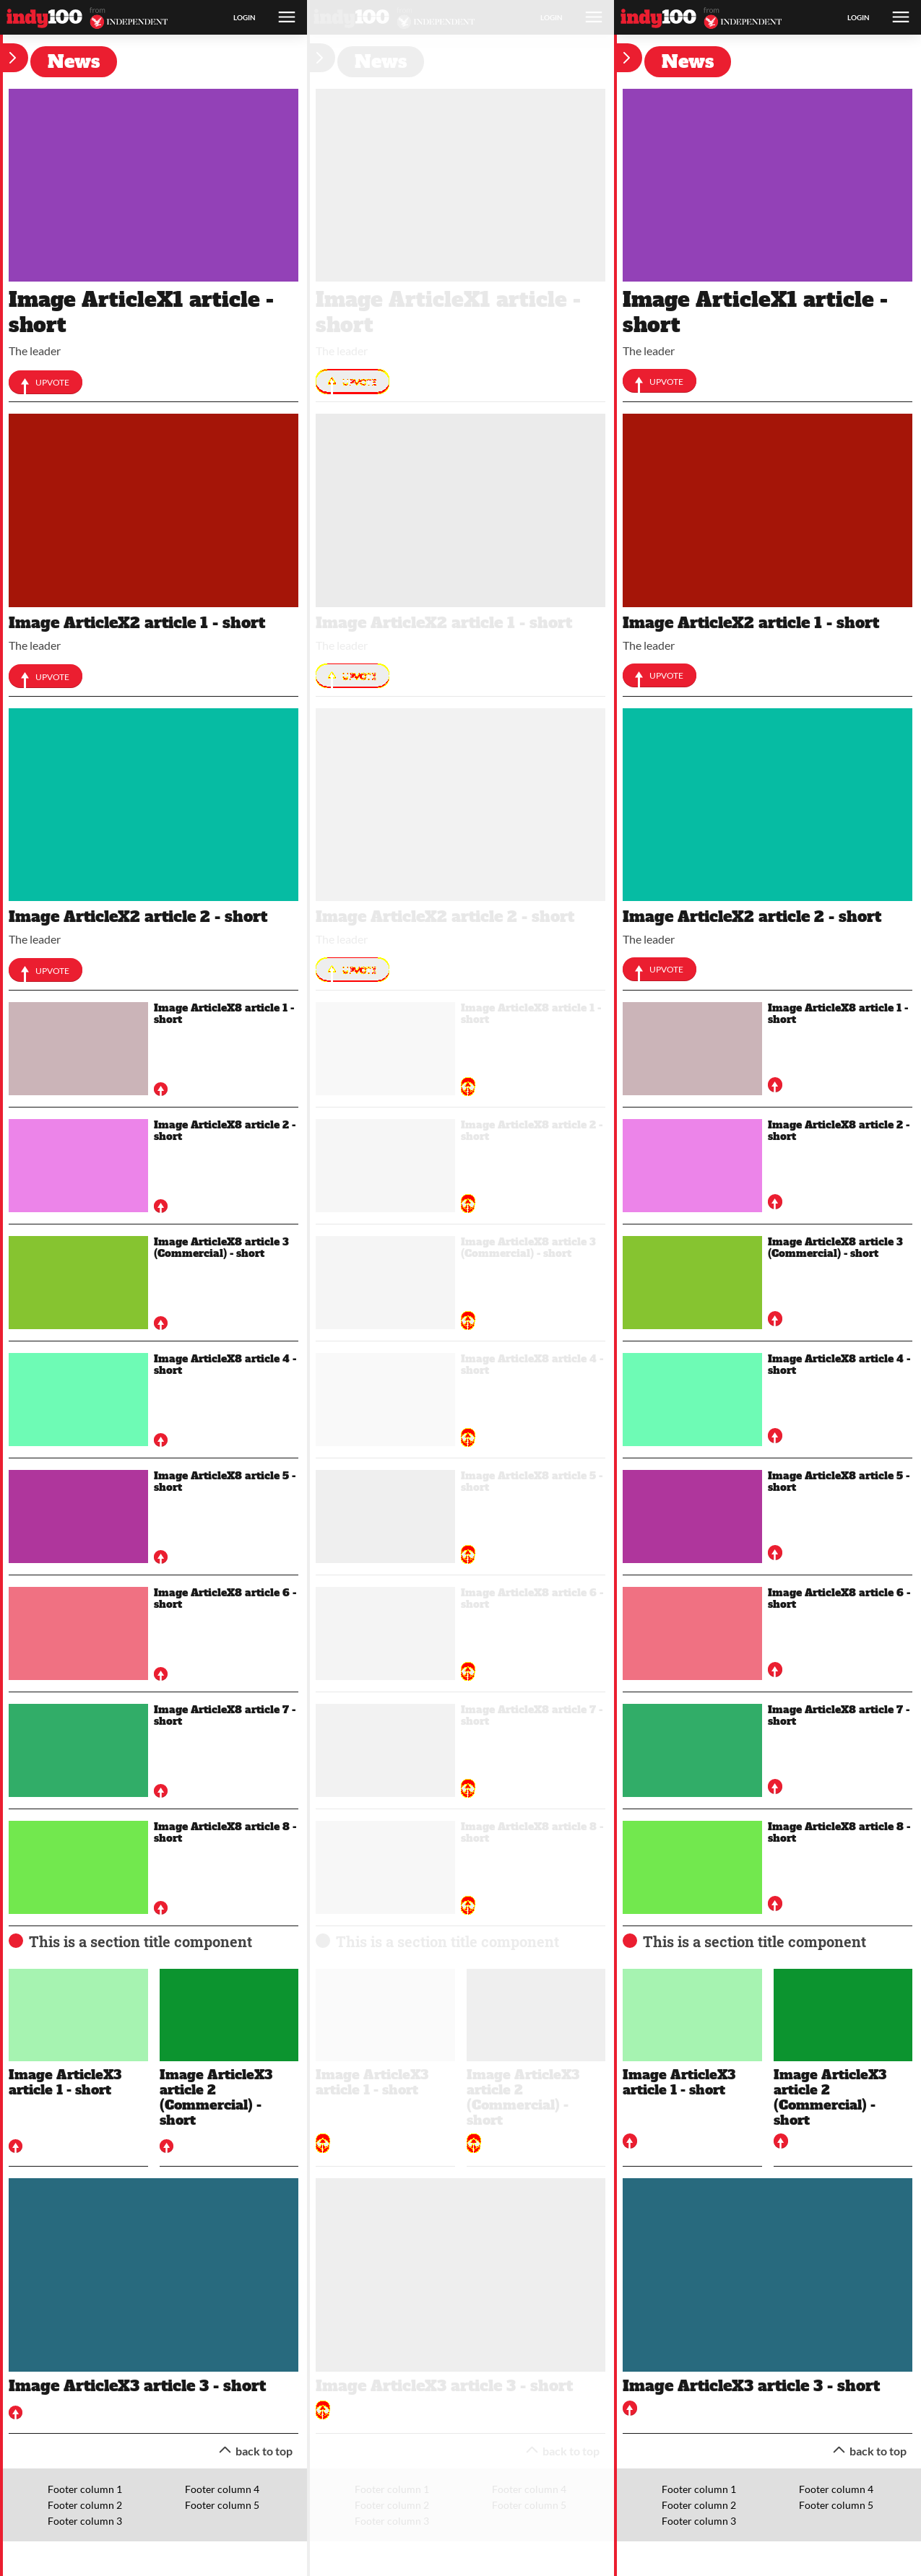 indy100 from INDEPENDENT LOGIN
News
Image ArticleX1 article -
short
The leader
UPVOTE
Image ArticleX2 article 1 - short
The leader
UPVOTE
Image ArticleX2 article 2 - short
The leader
UPVOTE
Image ArticleX8 article 1 -
short
Image ArticleX8 article 2 -
short
Image ArticleX8 article 3
(Commercial) - short
Image ArticleX8 article 4 -
short
Image ArticleX8 article 5 -
short
Image ArticleX8 article 6 -
short
Image ArticleX8 article 7 -
short
Image ArticleX8 article 8 -
short
This is a section title component
Image ArticleX3
article 1 - short
Image ArticleX3
article 2
(Commercial) -
short
Image ArticleX3 article 3 - short
back to top
Footer column 1
Footer column 2
Footer column 3
Footer column 4
Footer column 5
indy100 from INDEPENDENT LOGIN
News
Image ArticleX1 article -
short
The leader
UPVOTE
Image ArticleX2 article 1 - short
The leader
UPVOTE
Image ArticleX2 article 2 - short
The leader
UPVOTE
Image ArticleX8 article 1 -
short
Image ArticleX8 article 2 -
short
Image ArticleX8 article 3
(Commercial) - short
Image ArticleX8 article 4 -
short
Image ArticleX8 article 5 -
short
Image ArticleX8 article 6 -
short
Image ArticleX8 article 7 -
short
Image ArticleX8 article 8 -
short
This is a section title component
Image ArticleX3
article 1 - short
Image ArticleX3
article 2
(Commercial) -
short
Image ArticleX3 article 3 - short
back to top
Footer column 1
Footer column 2
Footer column 3
Footer column 4
Footer column 5
indy100 from INDEPENDENT LOGIN
News
Image ArticleX1 article -
short
The leader
UPVOTE
Image ArticleX2 article 1 - short
The leader
UPVOTE
Image ArticleX2 article 2 - short
The leader
UPVOTE
Image ArticleX8 article 1 -
short
Image ArticleX8 article 2 -
short
Image ArticleX8 article 3
(Commercial) - short
Image ArticleX8 article 4 -
short
Image ArticleX8 article 5 -
short
Image ArticleX8 article 6 -
short
Image ArticleX8 article 7 -
short
Image ArticleX8 article 8 -
short
This is a section title component
Image ArticleX3
article 1 - short
Image ArticleX3
article 2
(Commercial) -
short
Image ArticleX3 article 3 - short
back to top
Footer column 1
Footer column 2
Footer column 3
Footer column 4
Footer column 5